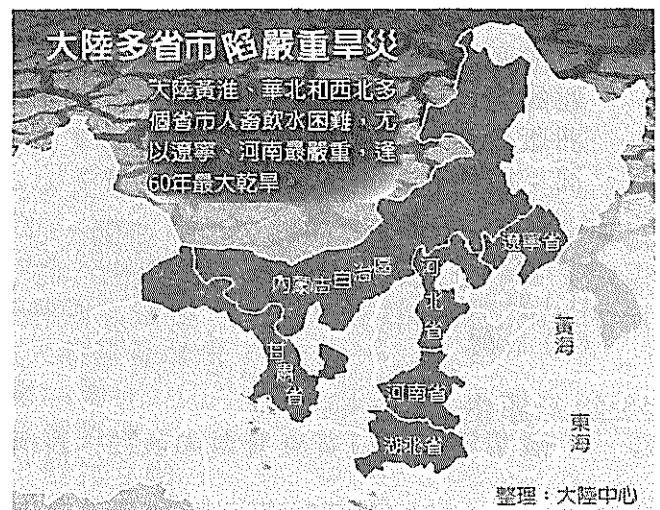 大陸多省市陷嚴重旱災
大陸黃淮、華北和西北多
個省市人畜飲水困難，尤
以遼寧、河南最嚴重，逢
60年最大乾旱
遼寧省
內蒙古自治區
河北省
甘肅省
河南省
湖北省
黃海
東海
整理：大陸中心